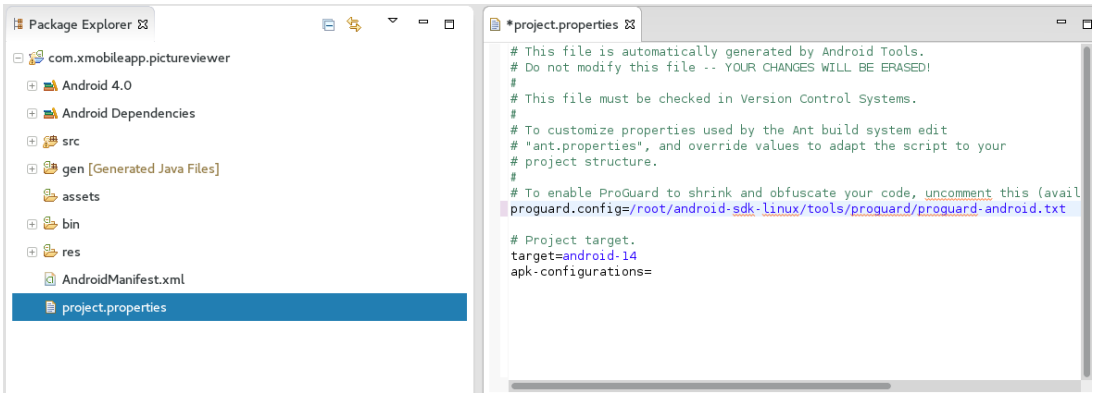 Package Explorer
com.xmobileapp.pictureviewer
Android 4.0
Android Dependencies
src
gen [Generated Java Files]
assets
bin
res
AndroidManifest.xml
project.properties
*project.properties
# This file is automatically generated by Android Tools.
# Do not modify this file -- YOUR CHANGES WILL BE ERASED!
#
# This file must be checked in Version Control Systems.
#
# To customize properties used by the Ant build system edit
# "ant.properties", and override values to adapt the script to your
# project structure.
#
# To enable ProGuard to shrink and obfuscate your code, uncomment this (avail
proguard.config=/root/android-sdk-linux/tools/proguard/proguard-android.txt
# Project target.
target=android-14
apk-configurations=